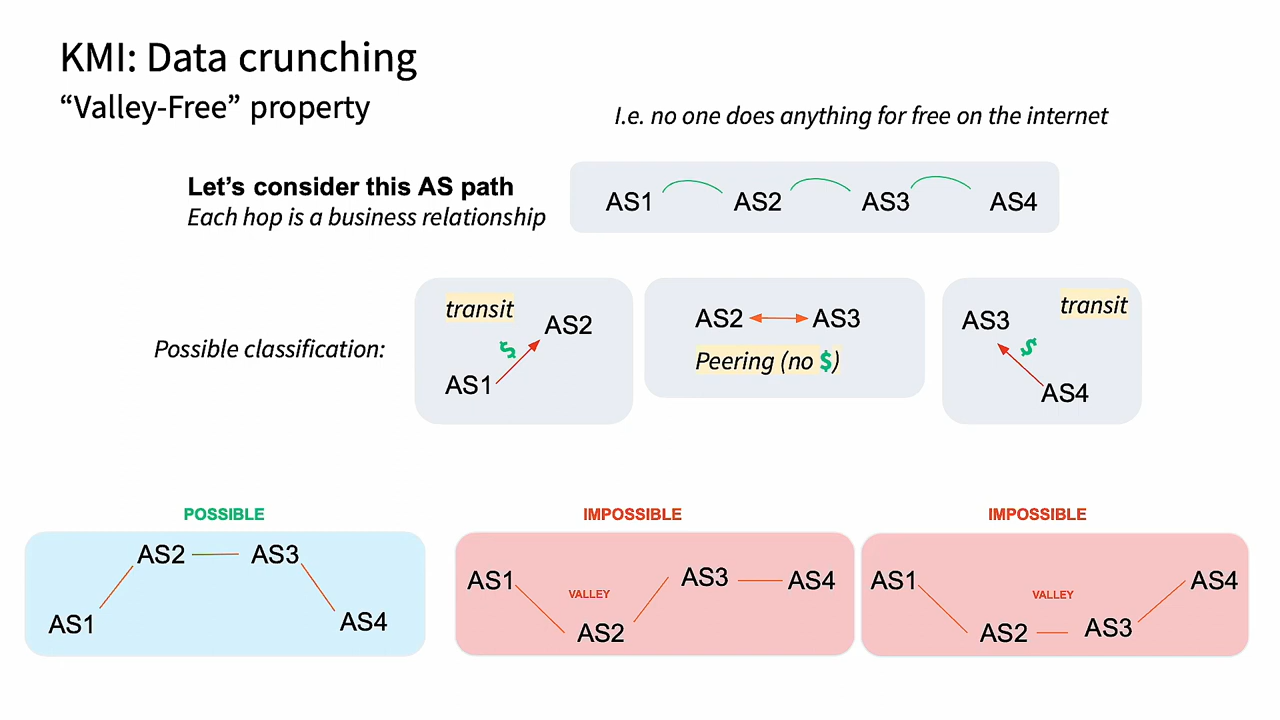 KMI: Data crunching
“Valley-Free” property
I.e. no one does anything for free on the internet
Let’s consider this AS path
Each hop is a business relationship
AS1 AS2 AS3 AS4
Possible classification:
transit
AS2
$
AS1
AS2 AS3
Peering (no $)
transit
AS3
$
AS4
POSSIBLE
AS2 AS3
AS1 AS4
IMPOSSIBLE
AS1 AS3 AS4
VALLEY
AS2
IMPOSSIBLE
AS1 AS4
VALLEY
AS2 AS3